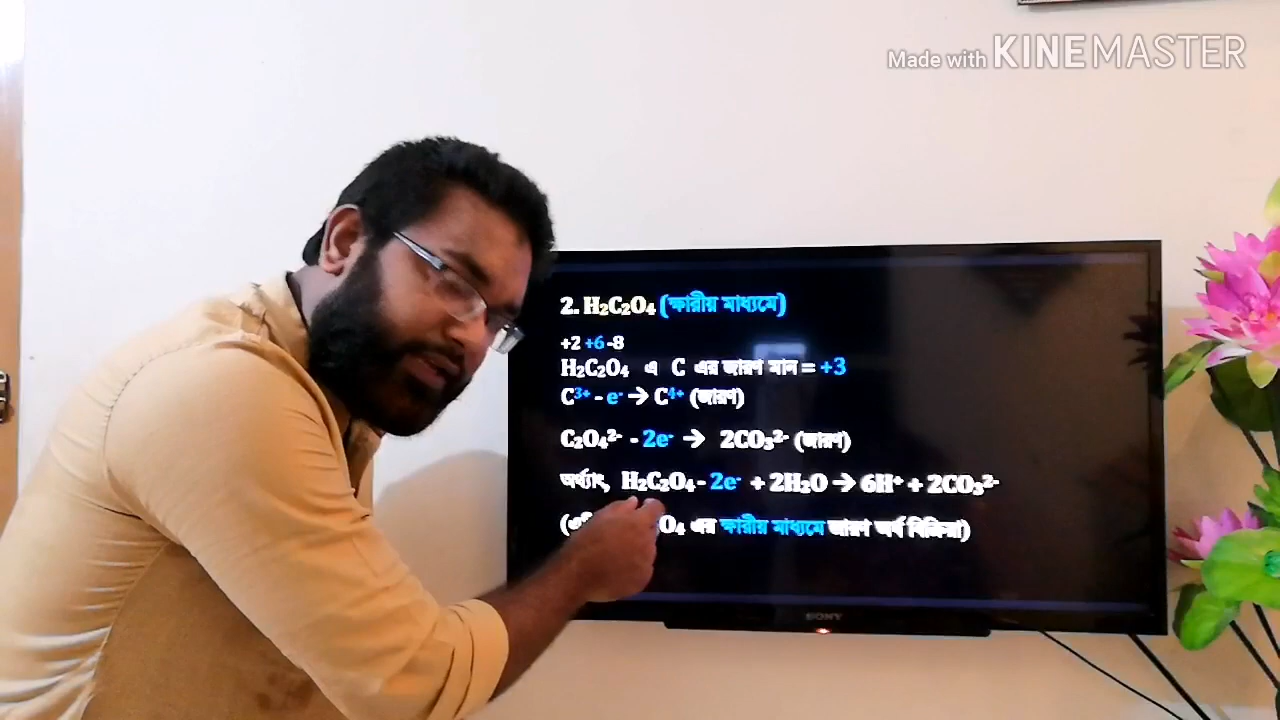 Made with KINEMASTER
2. H₂C₂O₄ (ক্ষারীয় মাধ্যমে)
+2 +6 -8
H₂C₂O₄ এ C এর জারণ মান = +3
C³⁺ - e⁻ → C⁴⁺ (জারণ)
C₂O₄²⁻ - 2e⁻ → 2CO₃²⁻ (জারণ)
অর্থ্যাৎ, H₂C₂O₄ - 2e⁻ + 2H₂O → 6H⁺ + 2CO₃²⁻
O₄ এর ক্ষারীয় মাধ্যমে জারণ অর্ধ বিক্রিয়া)
SONY